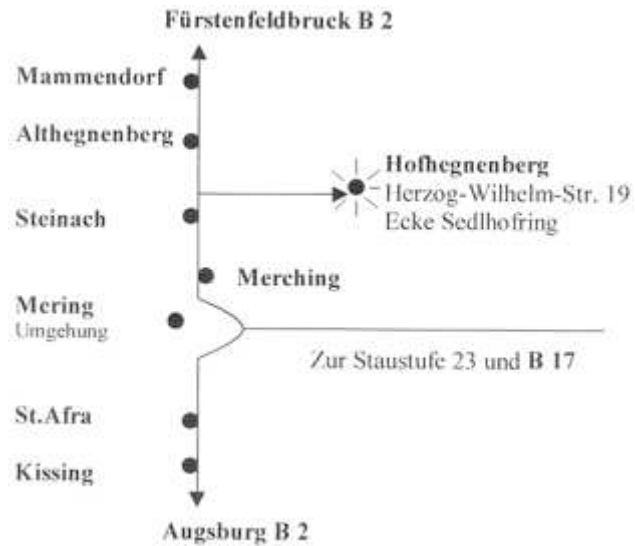 Fürstenfeldbruck B 2
Mammendorf
Althegnenberg
Hofhegnenberg
Herzog-Wilhelm-Str. 19
Ecke Sedlhofring
Steinach
Merching
Mering
Umgehung
Zur Staustufe 23 und B 17
St.Afra
Kissing
Augsburg B 2